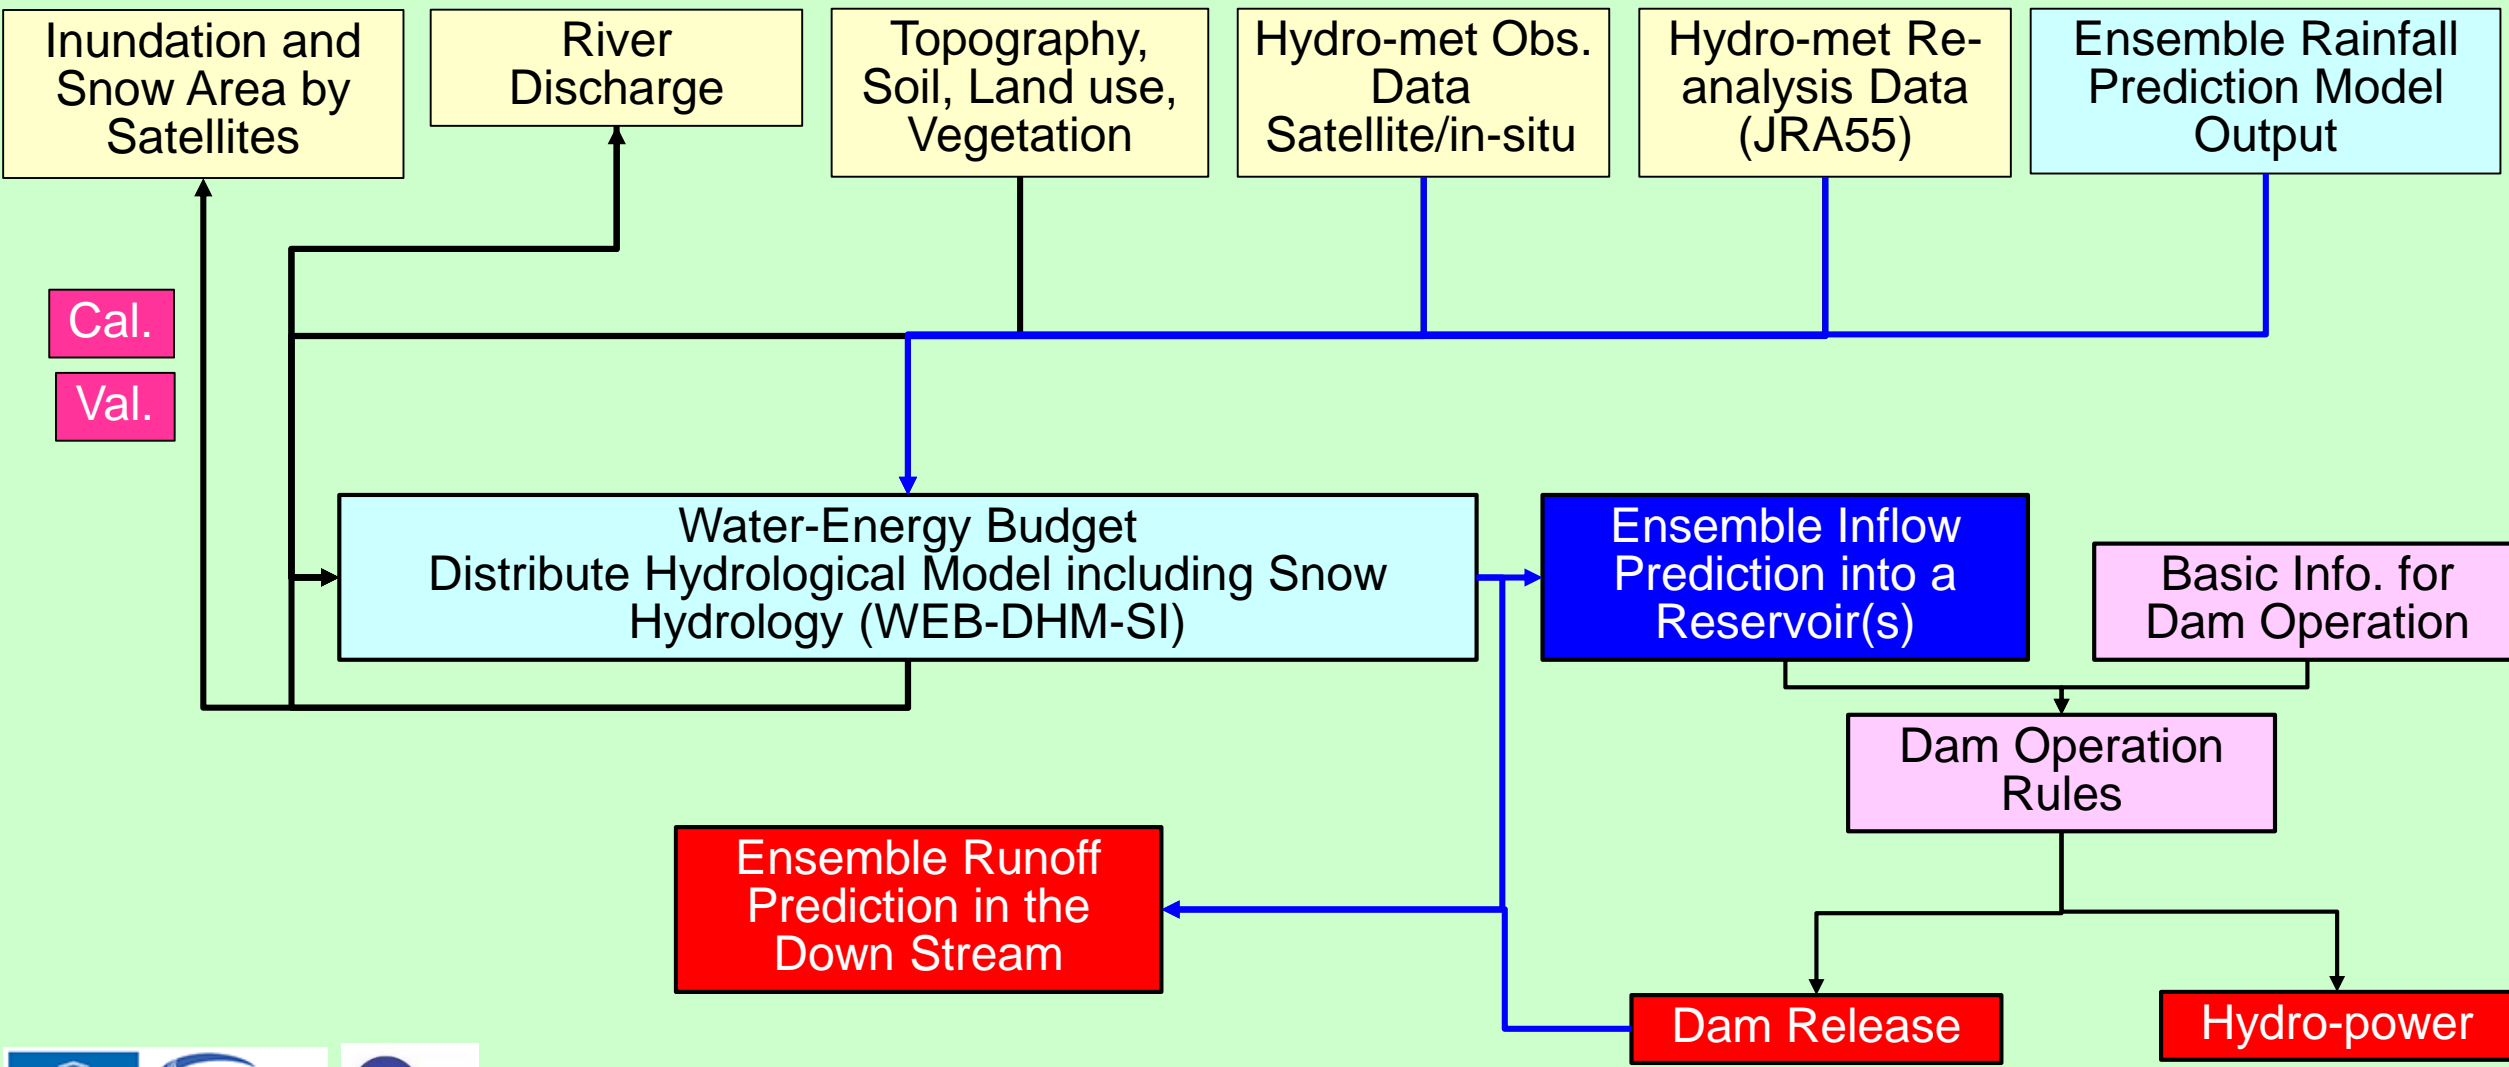 Inundation and
Snow Area by
Satellites
River
Discharge
Topography,
Soil, Land use,
Vegetation
Hydro-met Obs.
Data
Satellite/in-situ
Hydro-met Re-
analysis Data
(JRA55)
Ensemble Rainfall
Prediction Model
Output
Cal.
Val.
Water-Energy Budget
Distribute Hydrological Model including Snow
Hydrology (WEB-DHM-SI)
Ensemble Inflow
Prediction into a
Reservoir(s)
Basic Info. for
Dam Operation
Dam Operation
Rules
Ensemble Runoff
Prediction in the
Down Stream
Dam Release
Hydro-power